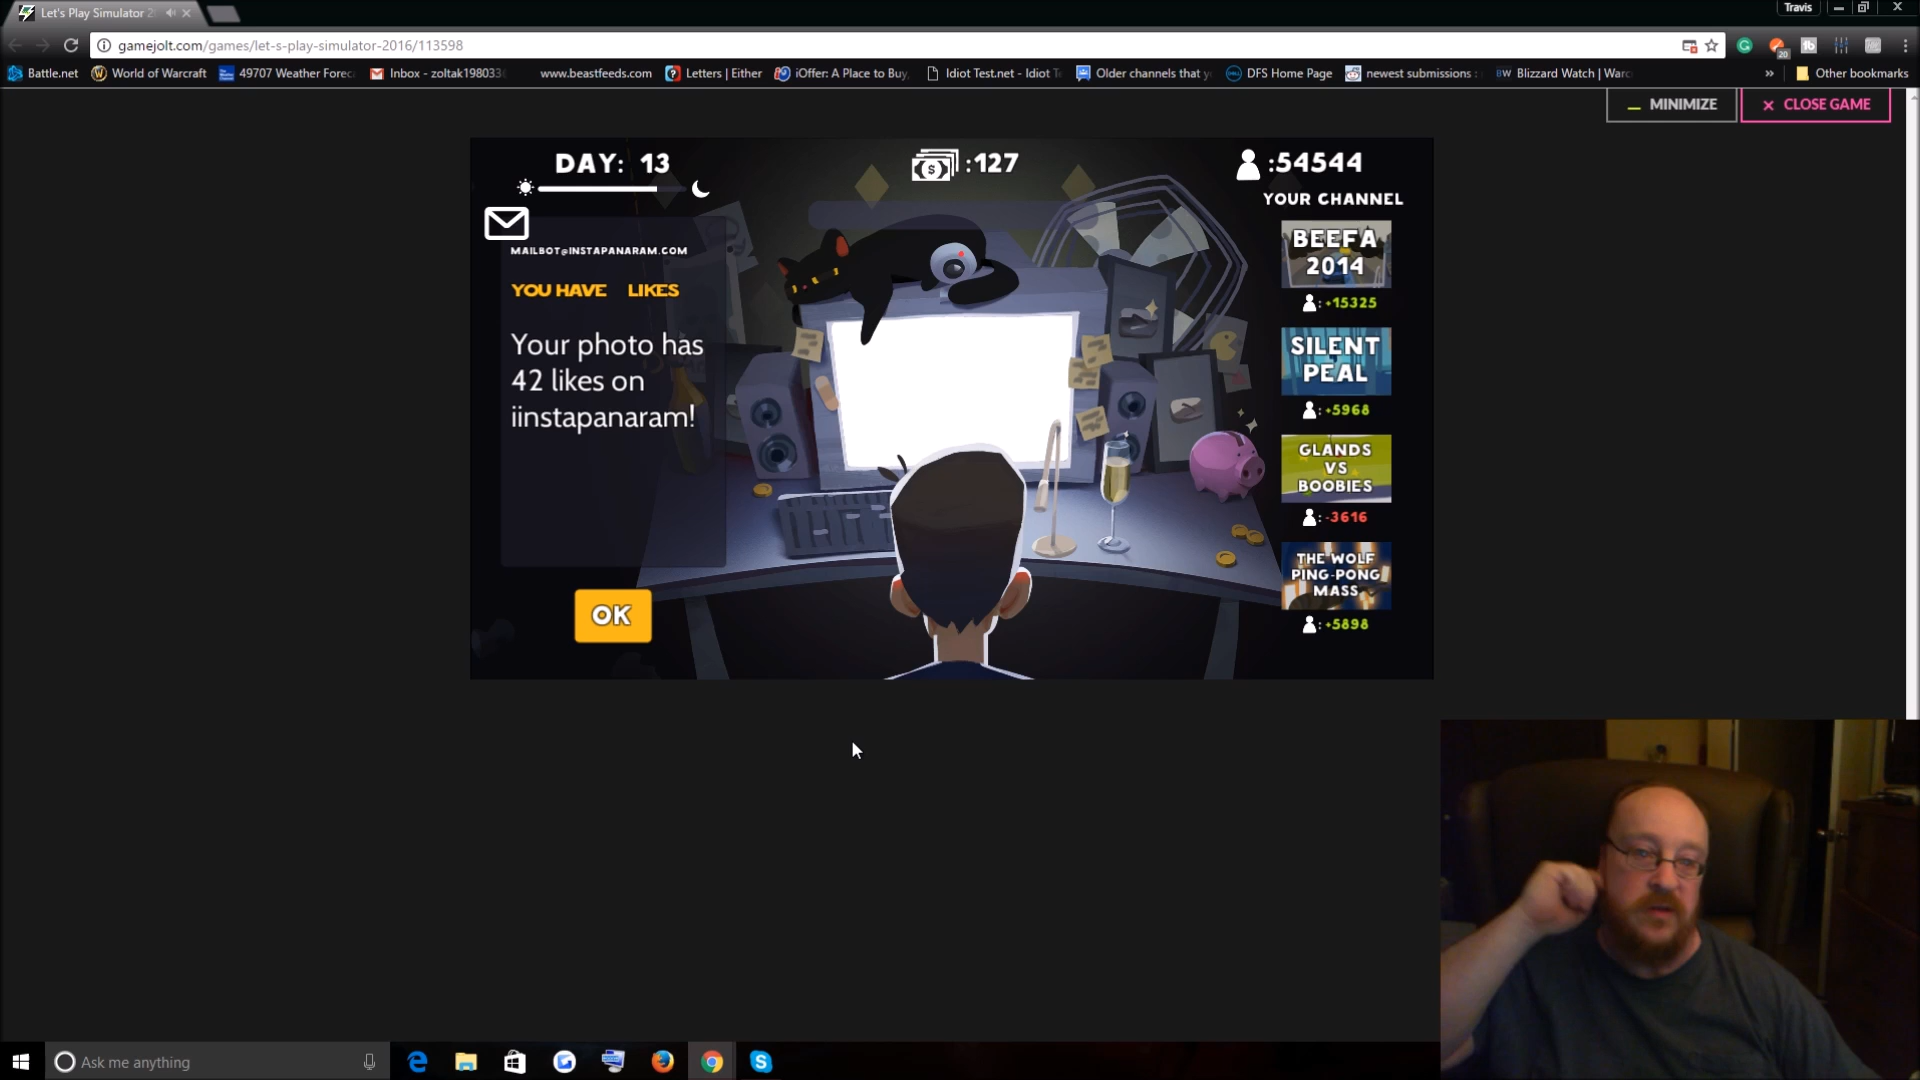 Let's Play Simulator 2
Travis
gamejolt.com/games/let-s-play-simulator-2016/113598
20
Battle.net
World of Warcraft
49707 Weather Forec
Inbox - zoltak198033
www.beastfeeds.com
Letters | Either
iOffer: A Place to Buy,
Idiot Test.net - Idiot T
Older channels that y
DFS Home Page
newest submissions :
BW Blizzard Watch | Warc
» Other bookmarks
MINIMIZE
× CLOSE GAME
DAY: 13
:127
:54544
YOUR CHANNEL
MAILBOT@INSTAPANARAM.COM
YOU HAVE LIKES
Your photo has
42 likes on
iinstapanaram!
OK
BEEFA
2014
:+15325
SILENT
PEAL
:+5968
GLANDS
VS
BOOBIES
:-3616
THE WOLF
PING-PONG
MASS
:+5898
Ask me anything